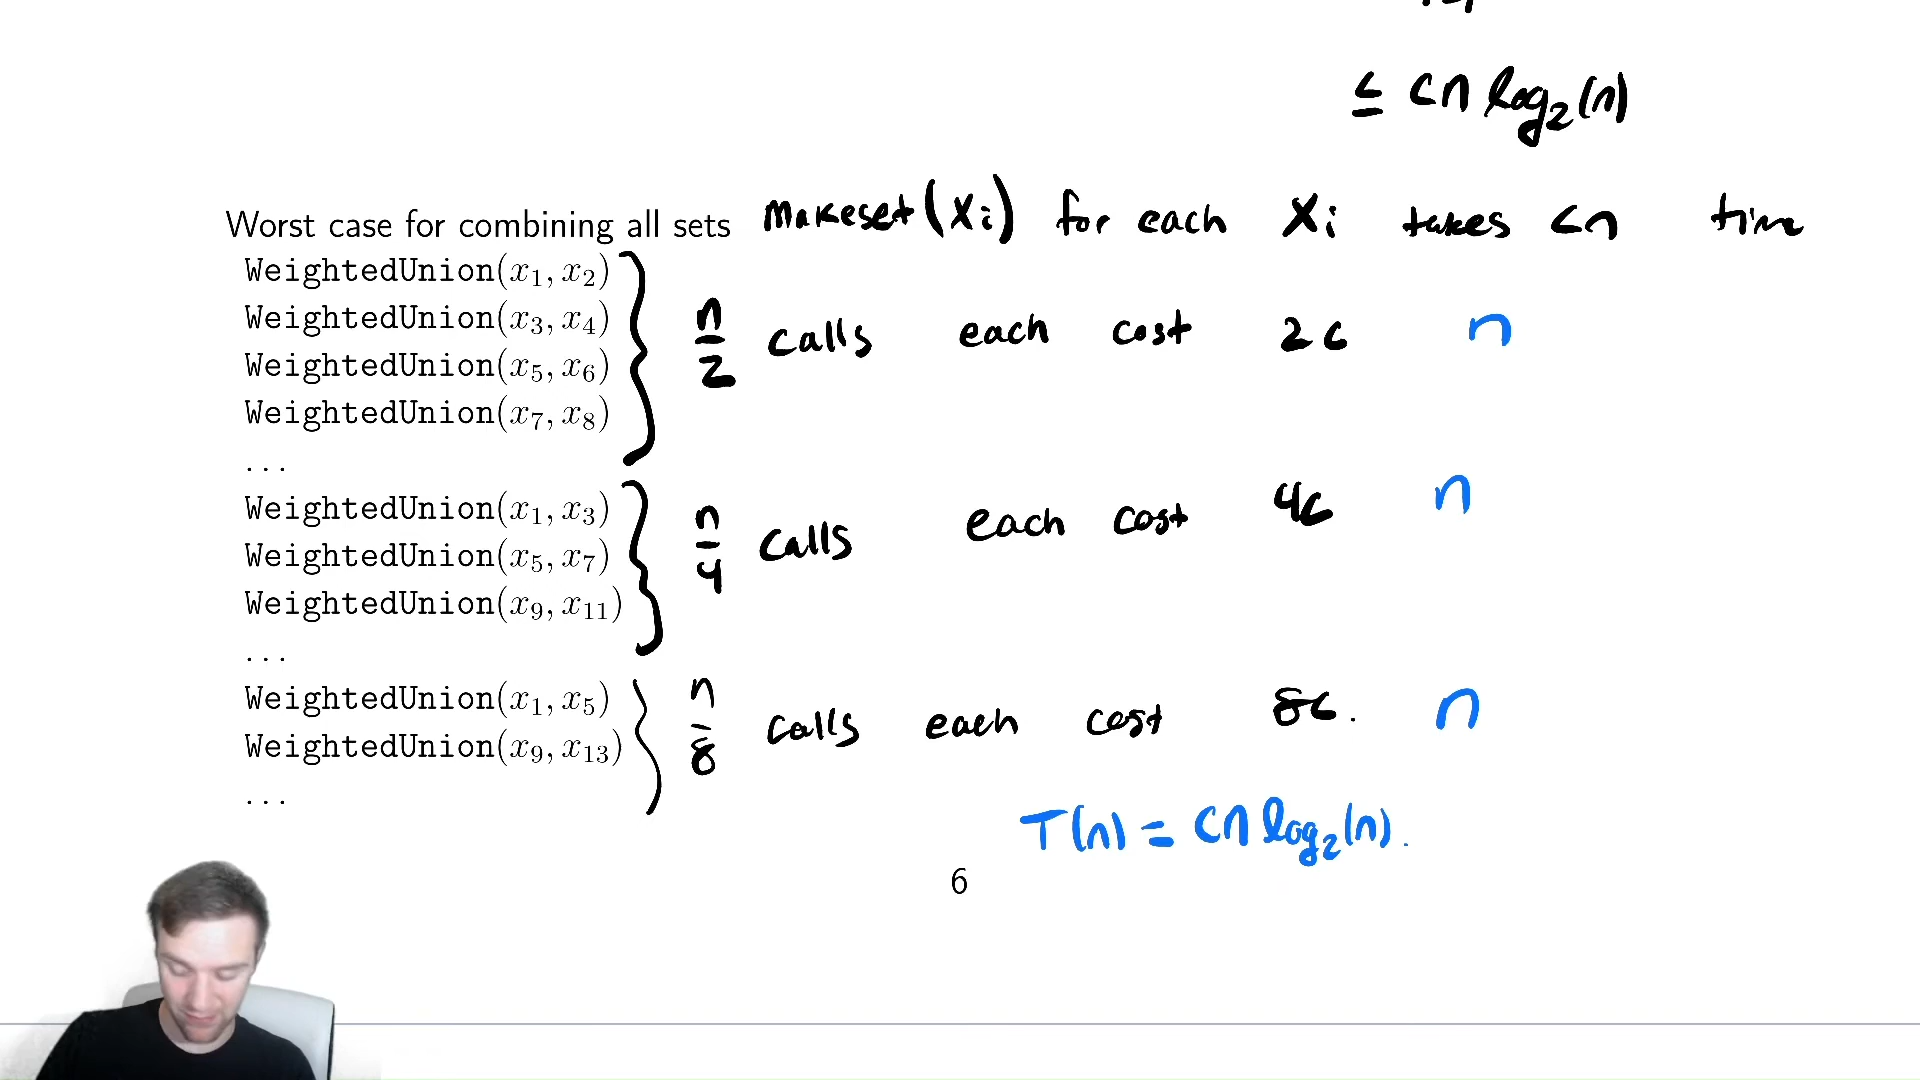 ≤ cn log₂(n)
Worst case for combining all sets makeset(xᵢ) for each xᵢ takes cn time
WeightedUnion(x₁, x₂)
WeightedUnion(x₃, x₄) n/2 calls each cost 2c n
WeightedUnion(x₅, x₆)
WeightedUnion(x₇, x₈)
...
WeightedUnion(x₁, x₃) n/4 calls each cost 4c n
WeightedUnion(x₅, x₇)
WeightedUnion(x₉, x₁₁)
...
WeightedUnion(x₁, x₅) n/8 calls each cost 8c. n
WeightedUnion(x₉, x₁₃)
...
T(n) = cn log₂(n).
6